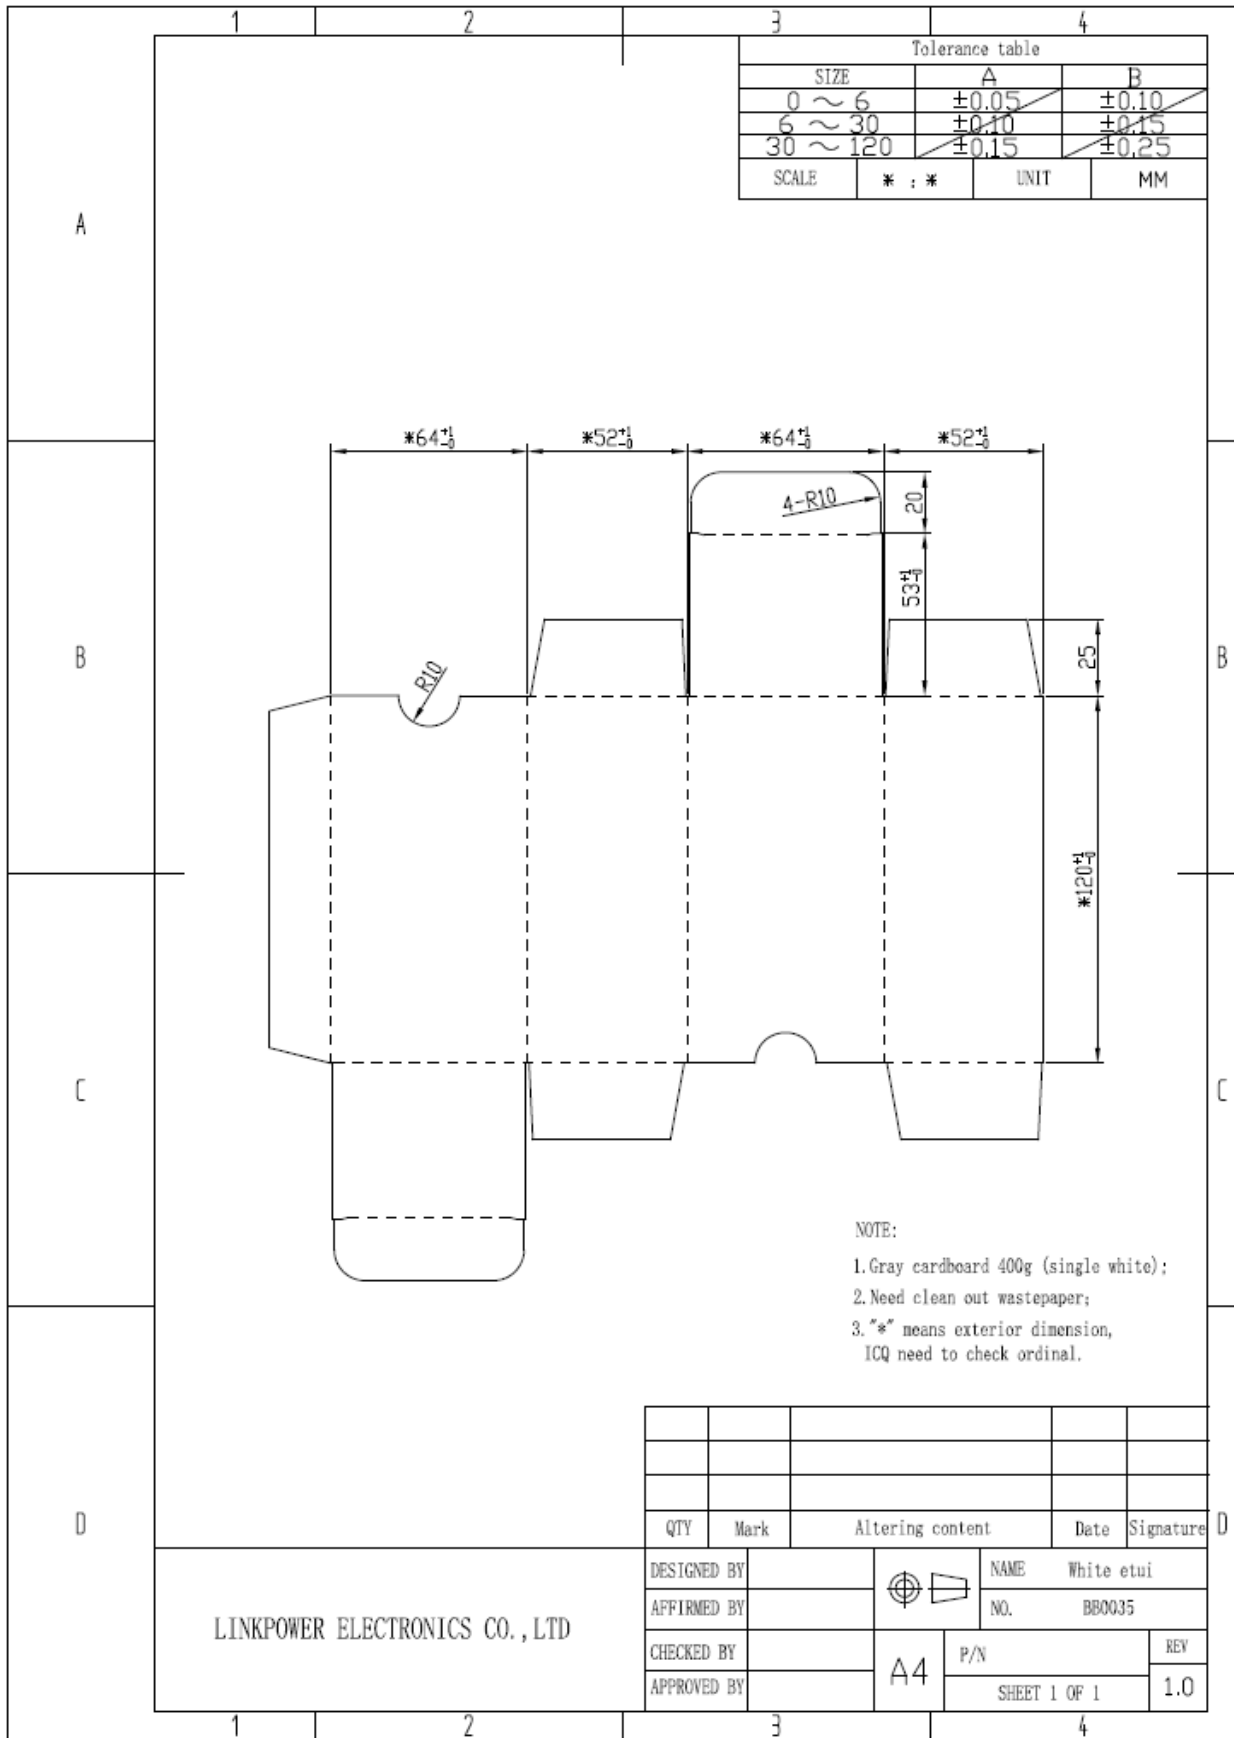 1 2 3 4
Tolerance table
SIZE A B
0 ~ 6 ±0.05 ±0.10
6 ~ 30 ±0.10 ±0.15
30 ~ 120 ±0.15 ±0.25
SCALE * : * UNIT MM
A
*64+1-0 *52+1-0 *64+1-0 *52+1-0
4-R10
20
53+1-0
B
R10
25
B
*120+1-0
C
C
NOTE:
1.Gray cardboard 400g (single white);
2.Need clean out wastepaper;
3."*" means exterior dimension,
ICQ need to check ordinal.
D
QTY Mark Altering content Date Signature
D
DESIGNED BY NAME White etui
AFFIRMED BY NO. BB0035
LINKPOWER ELECTRONICS CO.,LTD
CHECKED BY A4 P/N REV
APPROVED BY SHEET 1 OF 1 1.0
1 2 3 4